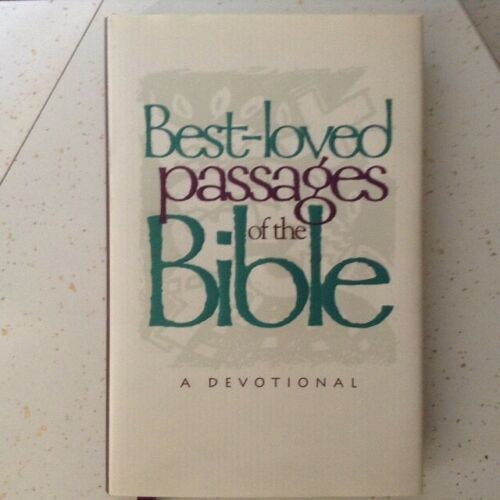 Best-loved
passages
of the
Bible
A DEVOTIONAL